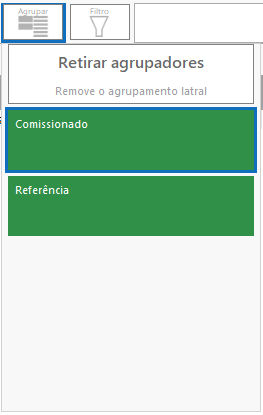 Agrupar
Filtro
Retirar agrupadores
Remove o agrupamento latral
Comissionado
Referência